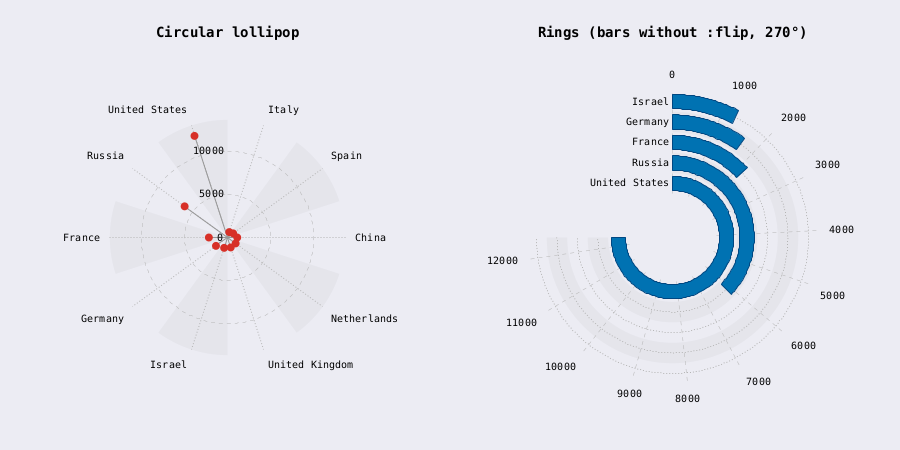 Circular lollipop
United States
Italy
Russia
10000
Spain
5000
France
0
China
Germany
Netherlands
Israel
United Kingdom
Rings (bars without :flip, 270°)
0
1000
Israel
2000
Germany
France
3000
Russia
United States
4000
12000
5000
11000
6000
10000
7000
9000
8000